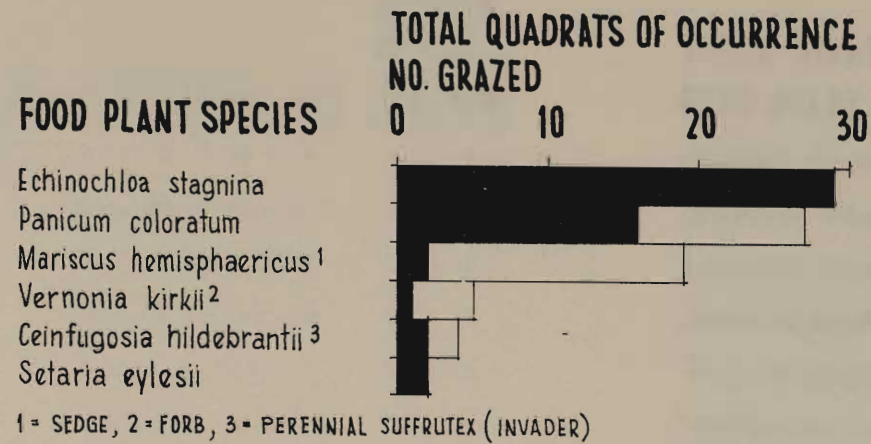 TOTAL QUADRATS OF OCCURRENCE
NO. GRAZED
FOOD PLANT SPECIES
0 10 20 30
Echinochloa stagnina
Panicum coloratum
Mariscus hemisphaericus 1
Vernonia kirkii 2
Ceinfugosia hildebrantii 3
Setaria eylesii
1 = SEDGE, 2 = FORB, 3 = PERENNIAL SUFFRUTEX (INVADER)